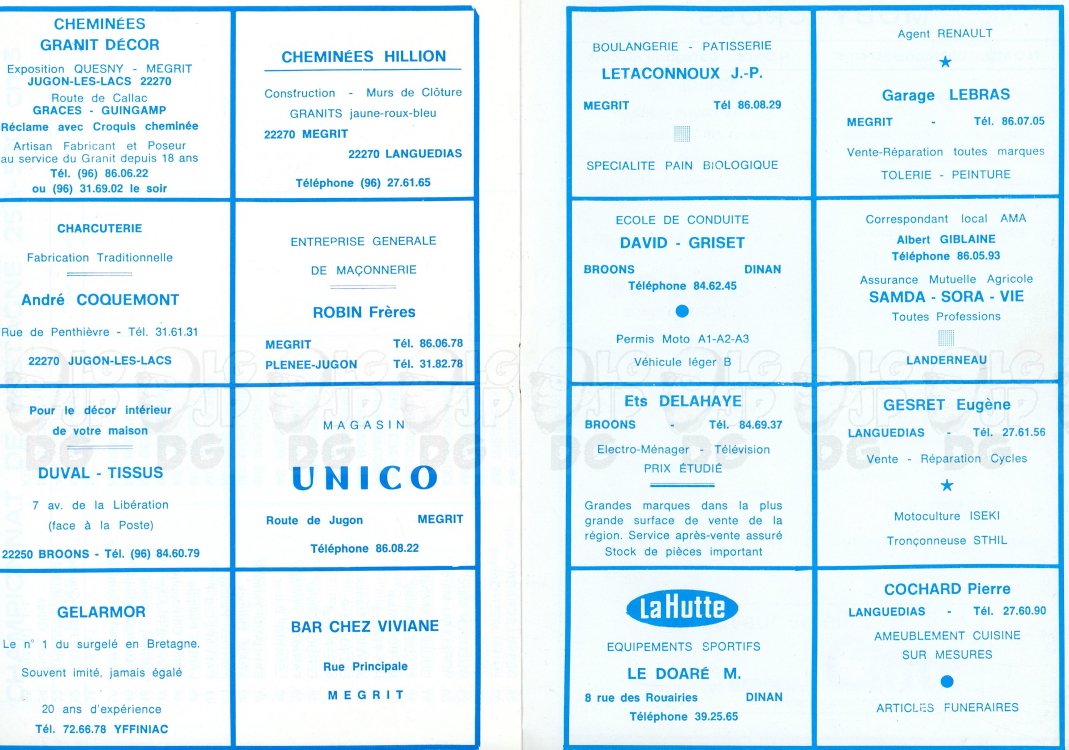 CHEMINÉES
GRANIT DÉCOR
Exposition QUESNY - MEGRIT
JUGON-LES-LACS 22270
Route de Callac
GRACES - GUINGAMP
Réclame avec Croquis cheminée
Artisan Fabricant et Poseur
au service du Granit depuis 18 ans
Tél. (96) 86.06.22
ou (96) 31.69.02 le soir
CHEMINÉES HILLION
Construction - Murs de Clôture
GRANITS jaune-roux-bleu
22270 MEGRIT
22270 LANGUEDIAS
Téléphone (96) 27.61.65
CHARCUTERIE
Fabrication Traditionnelle
André COQUEMONT
Rue de Penthièvre - Tél. 31.61.31
22270 JUGON-LES-LACS
ENTREPRISE GENERALE
DE MAÇONNERIE
ROBIN Frères
MEGRIT Tél. 86.06.78
PLENEE-JUGON Tél. 31.82.78
Pour le décor intérieur
de votre maison
DUVAL - TISSUS
7 av. de la Libération
(face à la Poste)
22250 BROONS - Tél. (96) 84.60.79
MAGASIN
UNICO
Route de Jugon MEGRIT
Téléphone 86.08.22
GELARMOR
Le n° 1 du surgelé en Bretagne.
Souvent imité, jamais égalé
20 ans d'expérience
Tél. 72.66.78 YFFINIAC
BAR CHEZ VIVIANE
Rue Principale
MEGRIT
BOULANGERIE - PATISSERIE
LETACONNOUX J.-P.
MEGRIT Tél 86.08.29
SPECIALITE PAIN BIOLOGIQUE
Agent RENAULT
Garage LEBRAS
MEGRIT - Tél. 86.07.05
Vente-Réparation toutes marques
TOLERIE - PEINTURE
ECOLE DE CONDUITE
DAVID - GRISET
BROONS DINAN
Téléphone 84.62.45
Permis Moto A1-A2-A3
Véhicule léger B
Correspondant local AMA
Albert GIBLAINE
Téléphone 86.05.93
Assurance Mutuelle Agricole
SAMDA - SORA - VIE
Toutes Professions
LANDERNEAU
Ets DELAHAYE
BROONS - Tél. 84.69.37
Electro-Ménager - Télévision
PRIX ÉTUDIÉ
Grandes marques dans la plus
grande surface de vente de la
région. Service après-vente assuré
Stock de pièces important
GESRET Eugène
LANGUEDIAS - Tél. 27.61.56
Vente - Réparation Cycles
Motoculture ISEKI
Tronçonneuse STHIL
La Hutte
EQUIPEMENTS SPORTIFS
LE DOARÉ M.
8 rue des Rouairies DINAN
Téléphone 39.25.65
COCHARD Pierre
LANGUEDIAS - Tél. 27.60.90
AMEUBLEMENT CUISINE
SUR MESURES
ARTICLES FUNERAIRES